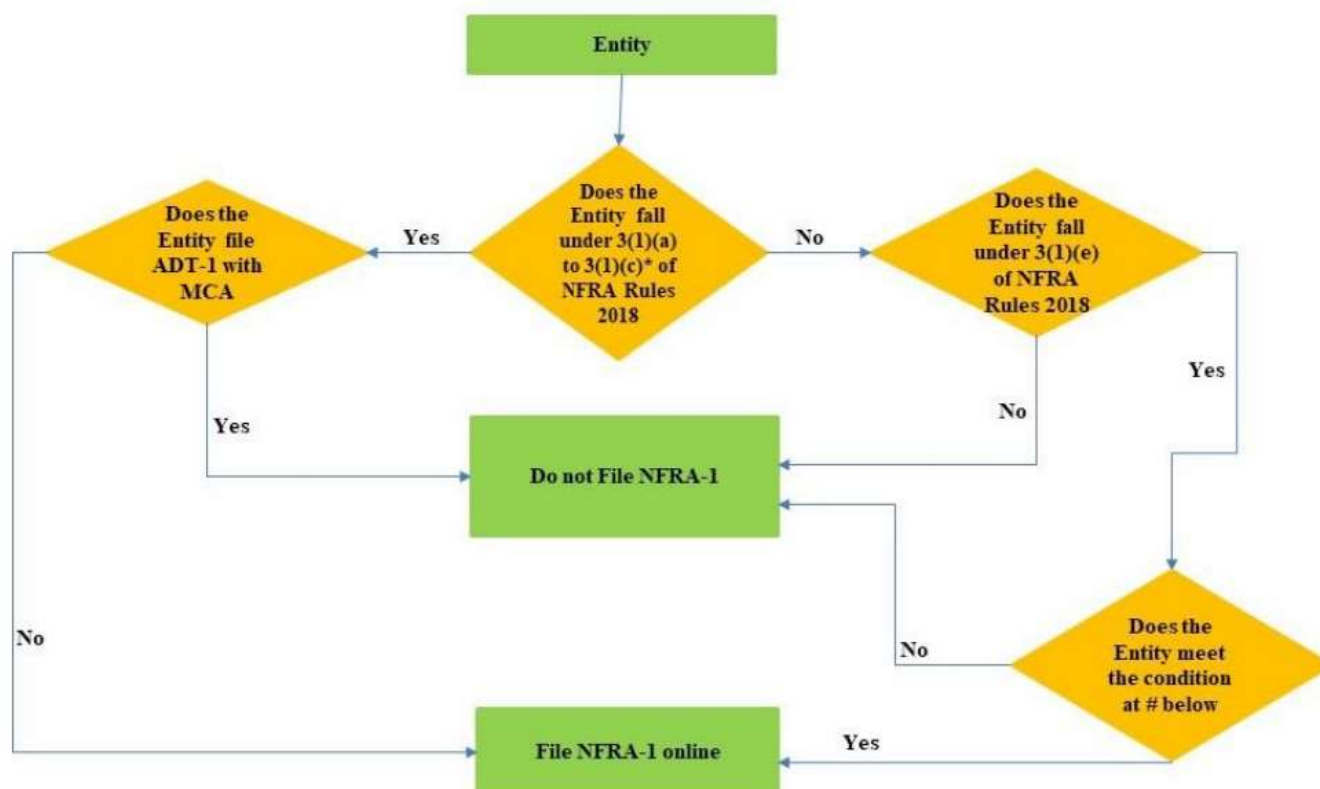 Entity
Does the
Entity file
ADT-1 with
MCA
Yes
Does the
Entity fall
under 3(1)(a)
to 3(1)(c)* of
NFRA Rules
2018
No
Does the
Entity fall
under 3(1)(e)
of NFRA
Rules 2018
Yes
Yes
No
Do not File NFRA-1
No
No
Does the
Entity meet
the condition
at # below
File NFRA-1 online
Yes